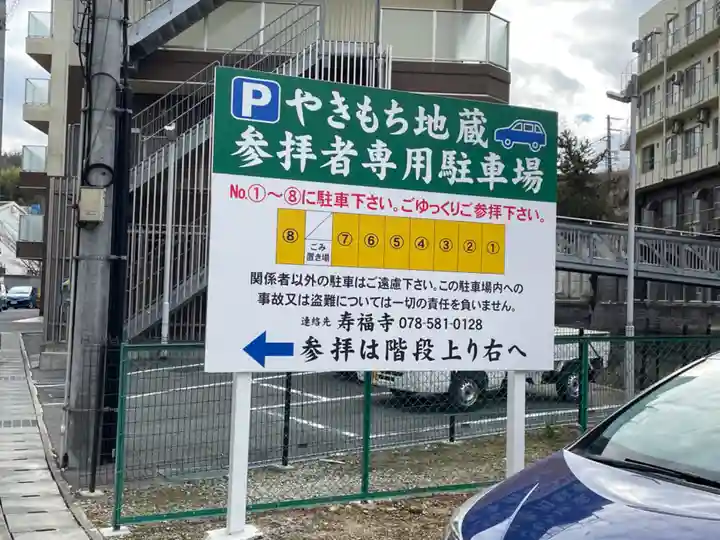 P やきもち地蔵
参拝者専用駐車場
No.①～⑧に駐車下さい。ごゆっくりご参拝下さい。
⑧ ごみ置き場 ⑦ ⑥ ⑤ ④ ③ ② ①
関係者以外の駐車はご遠慮下さい。この駐車場内への
事故又は盗難については一切の責任を負いません。
連絡先 寿福寺 078-581-0128
参拝は階段上り右へ